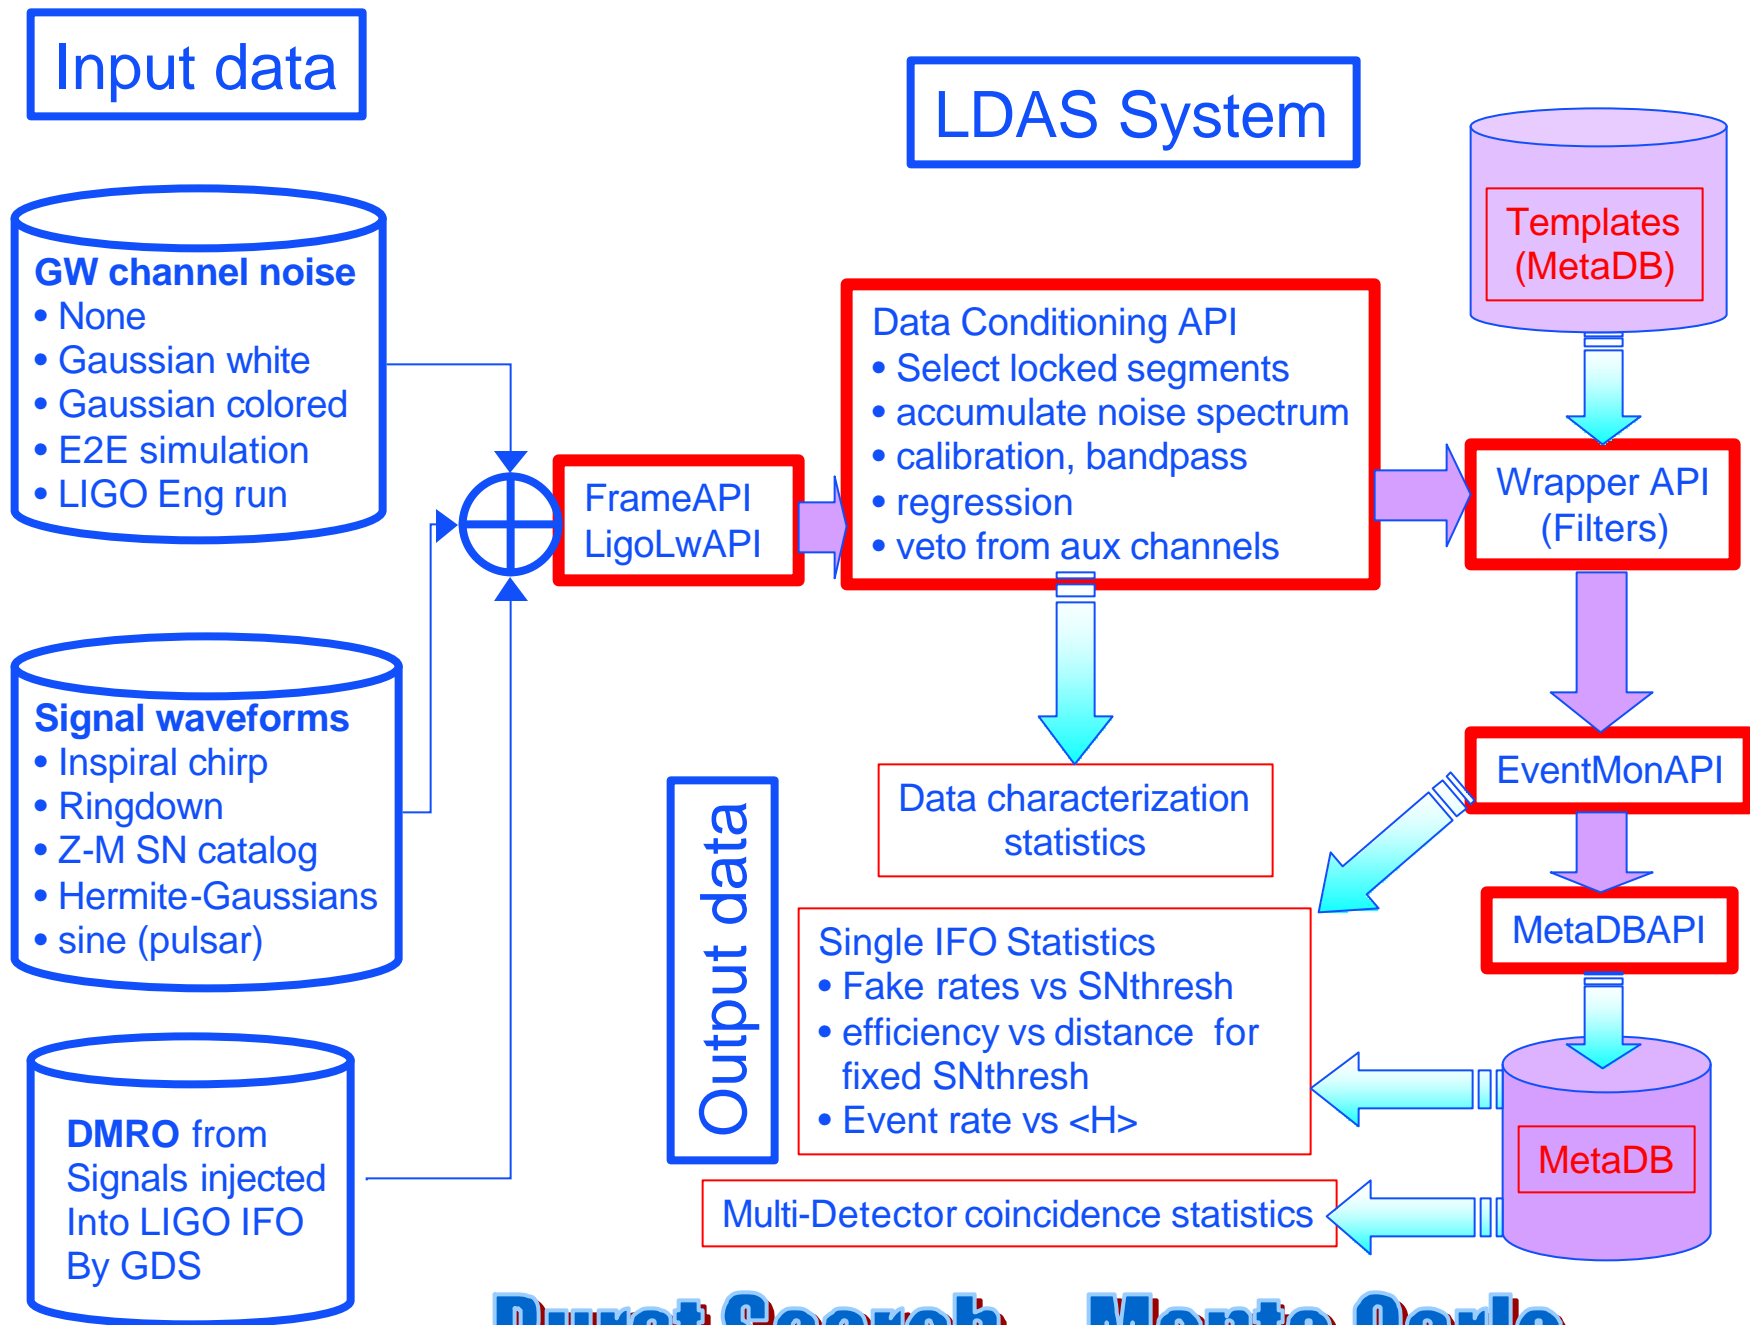 Input data
LDAS System
Templates
(MetaDB)
GW channel noise
• None
• Gaussian white
• Gaussian colored
• E2E simulation
• LIGO Eng run
FrameAPI
LigoLwAPI
Data Conditioning API
• Select locked segments
• accumulate noise spectrum
• calibration, bandpass
• regression
• veto from aux channels
Wrapper API
(Filters)
Signal waveforms
• Inspiral chirp
• Ringdown
• Z-M SN catalog
• Hermite-Gaussians
• sine (pulsar)
EventMonAPI
Data characterization
statistics
Output data
MetaDBAPI
Single IFO Statistics
• Fake rates vs SNthresh
• efficiency vs distance for
fixed SNthresh
• Event rate vs <H>
MetaDB
DMRO from
Signals injected
Into LIGO IFO
By GDS
Multi-Detector coincidence statistics
Burst Search Monte Carlo